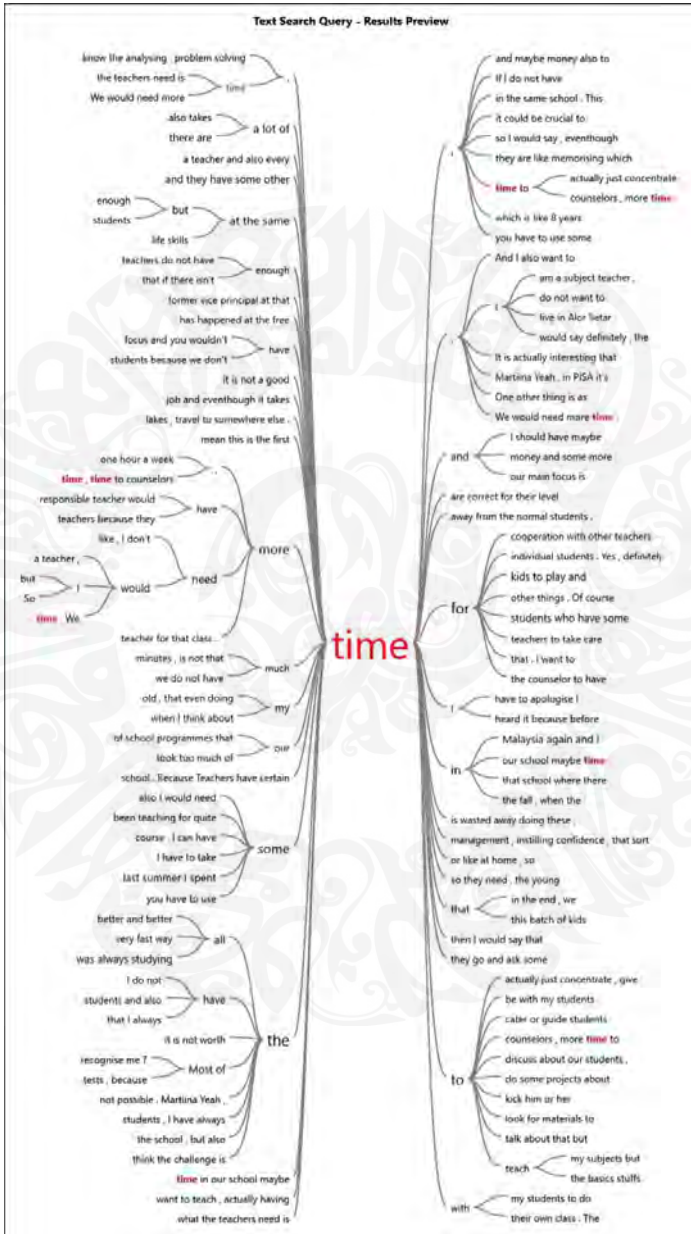 Text Search Query - Results Preview
know the analysing , problem solving
the teachers need is
We would need more
time
,
also takes
there are
a lot of
a teacher and also every
and they have some other
enough
students
but
life skills
at the same
teachers do not have
that if there isn't
enough
former vice principal at that
has happened at the free
focus and you wouldn't
students because we don't
have
it is not a good
job and eventhough it takes
lakes , travel to somewhere else .
mean this is the first
one hour a week
time , time to counselors
responsible teacher would
teachers because they
have
like , I don't
a teacher ,
but
So
I
time . We
would
need
more
teacher for that class .
minutes , is not that
we do not have
much
old , that even doing
when I think about
my
of school programmes that
look too much of
our
school . Because Teachers have certain
also I would need
been teaching for quite
course . I can have
I have to take
last summer I spent
you have to use
some
better and better
very fast way
was always studying
all
I do not
students and also
that I always
have
it is not worth
recognise me ?
tests , because
Most of
not possible . Martiina Yeah ,
students , I have always
the school , but also
think the challenge is
the
time in our school maybe
want to teach , actually having
what the teachers need is
time
,
and maybe money also to
If I do not have
in the same school . This
it could be crucial to
so I would say , eventhough
they are like memorising which
time to
actually just concentrate
counselors , more time
which is like 8 years
you have to use some
.
And I also want to
I
am a subject teacher ,
do not want to
live in Alor Setar
would say definitely , the
It is actually interesting that
Martiina Yeah , in PISA it's
One other thing is as
We would need more time .
and
I should have maybe
money and some more
our main focus is
are correct for their level
away from the normal students .
for
cooperation with other teachers
individual students . Yes , definitely
kids to play and
other things . Of course
students who have some
teachers to take care
that . I want to
the counselor to have
I
have to apologise I
heard it because before
in
Malaysia again and I
our school maybe time
that school where there
the fall , when the
is wasted away doing these ,
management , instilling confidence , that sort
or like at home , so
so they need , the young
that
in the end , we
this batch of kids
then I would say that
they go and ask some
to
actually just concentrate , give
be with my students
cater or guide students
counselors , more time to
discuss about our students ,
do some projects about
kick him or her
look for materials to
talk about that but
teach
my subjects but
the basics stuffs
with
my students to do
their own class . The